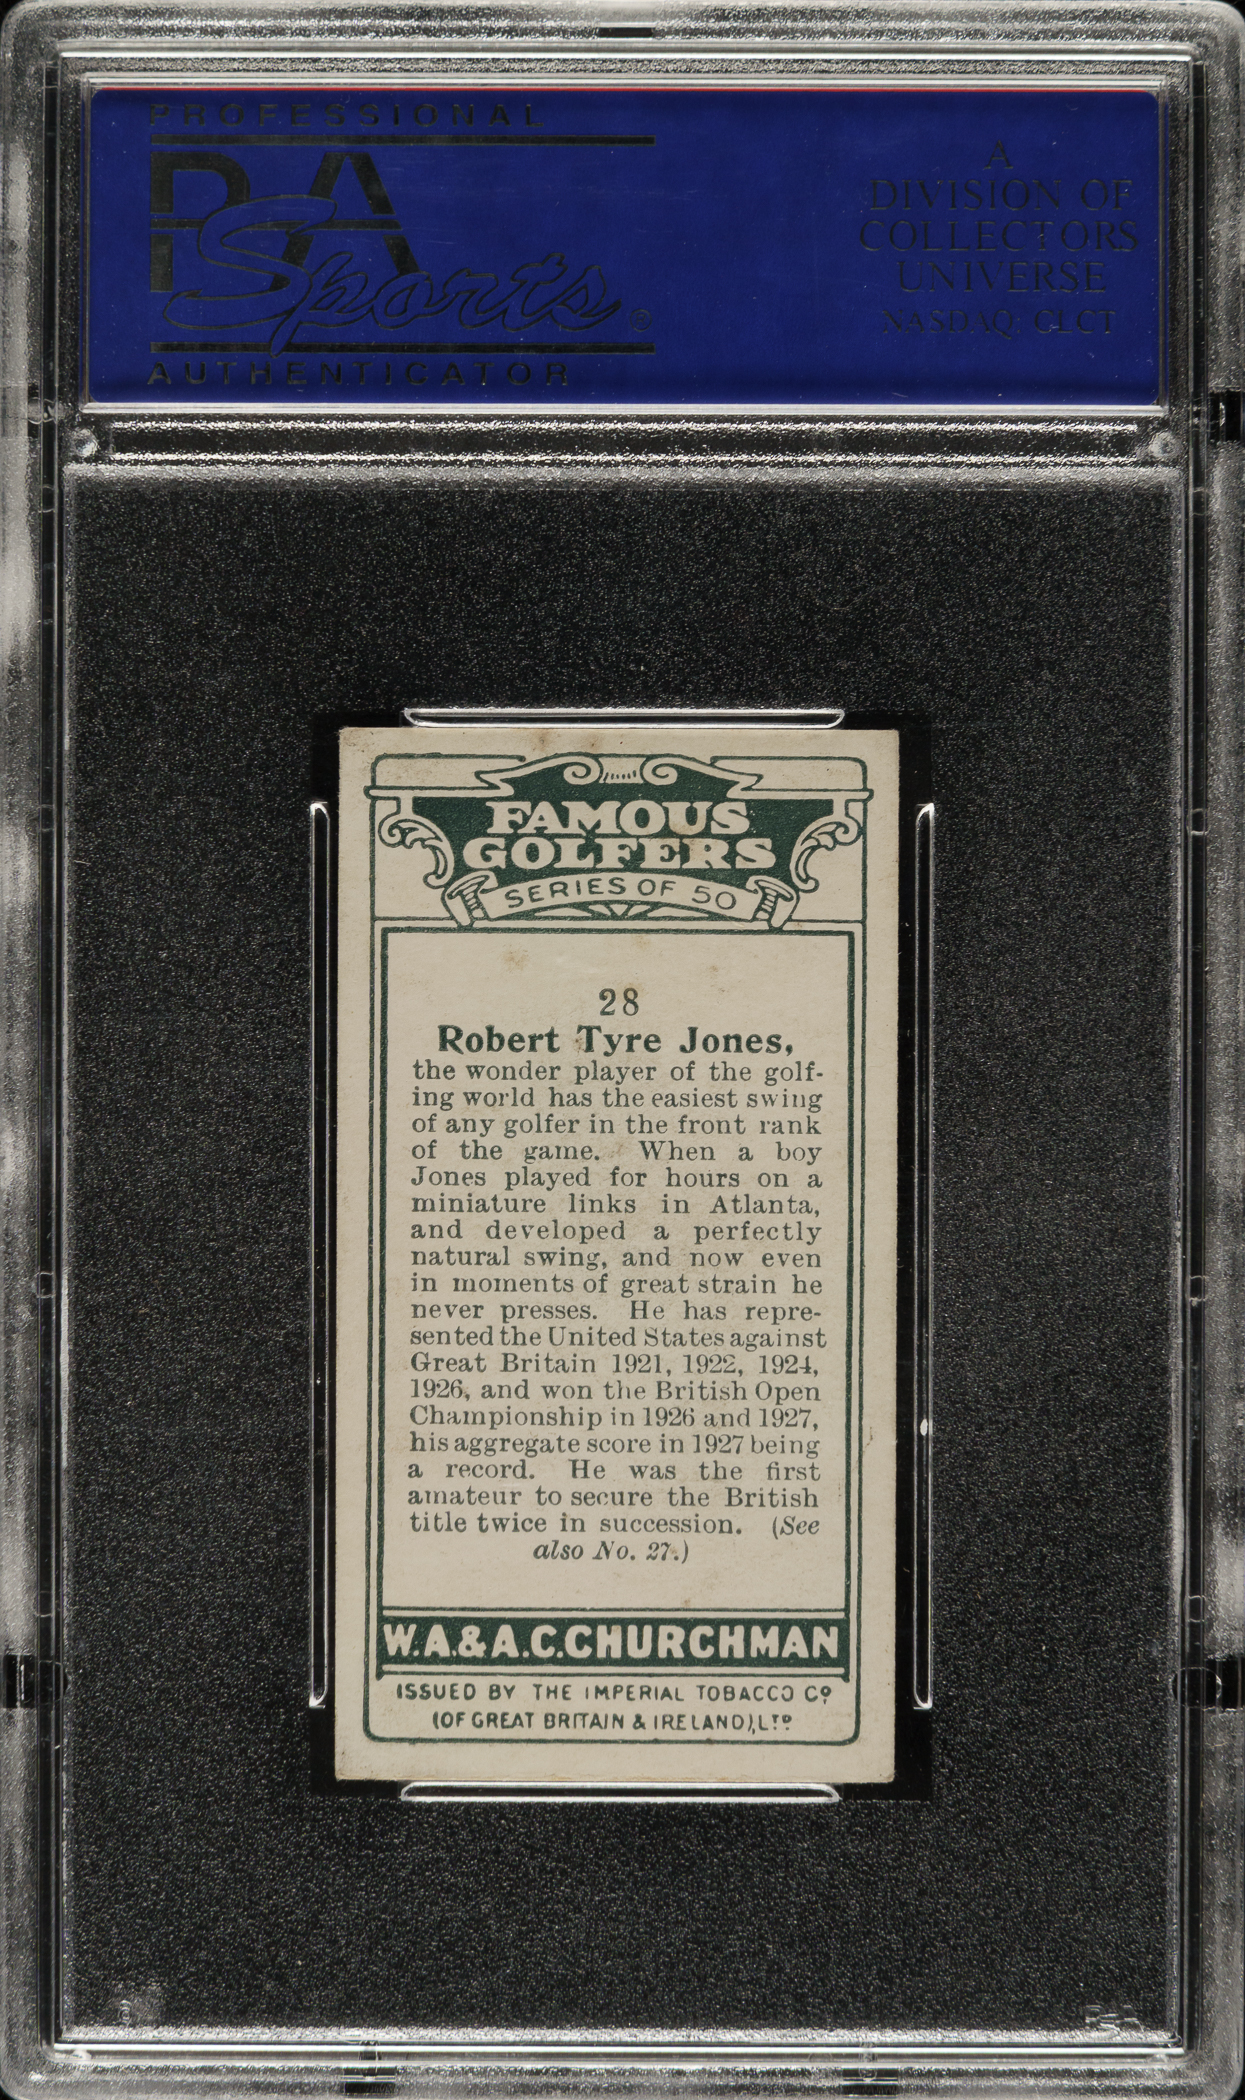 PROFESSIONAL
PSA
Sports
AUTHENTICATOR
A
DIVISION OF
COLLECTORS
UNIVERSE
NASDAQ: CLCT
FAMOUS
GOLFERS
SERIES OF 50
28
Robert Tyre Jones,
the wonder player of the golf-
ing world has the easiest swing
of any golfer in the front rank
of the game. When a boy
Jones played for hours on a
miniature links in Atlanta,
and developed a perfectly
natural swing, and now even
in moments of great strain he
never presses. He has repre-
sented the United States against
Great Britain 1921, 1922, 1924,
1926, and won the British Open
Championship in 1926 and 1927,
his aggregate score in 1927 being
a record. He was the first
amateur to secure the British
title twice in succession. (See
also No. 27.)
W.A.&A.C.CHURCHMAN
ISSUED BY THE IMPERIAL TOBACCO Co
(OF GREAT BRITAIN & IRELAND), LTD
PSA